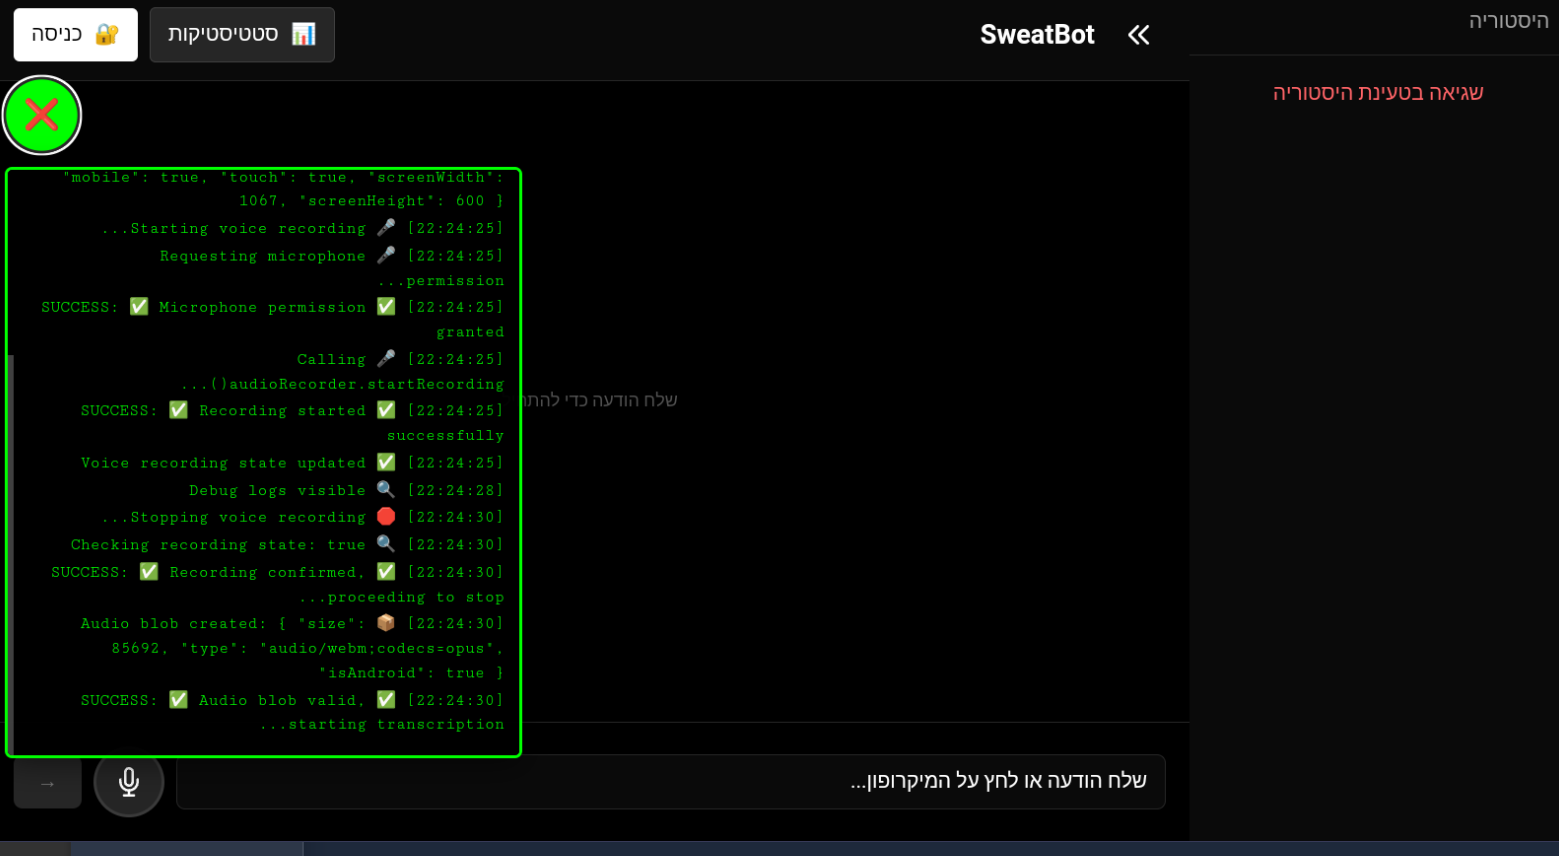 היסטוריה
שגיאה בטעינת היסטוריה
SweatBot
סטטיסטיקות
כניסה
"mobile": true, "touch": true, "screenWidth":
1067, "screenHeight": 600 }
[22:24:25] 🎤 Starting voice recording...
[22:24:25] 🎤 Requesting microphone
permission...
[22:24:25] ✅ SUCCESS: ✅ Microphone permission
granted
[22:24:25] 🎤 Calling
audioRecorder.startRecording()...
[22:24:25] ✅ SUCCESS: ✅ Recording started
successfully
[22:24:25] ✅ Voice recording state updated
[22:24:28] 🔍 Debug logs visible
[22:24:30] 🛑 Stopping voice recording...
[22:24:30] 🔍 Checking recording state: true
[22:24:30] ✅ SUCCESS: ✅ Recording confirmed,
proceeding to stop...
[22:24:30] 📦 Audio blob created: { "size":
85692, "type": "audio/webm;codecs=opus",
"isAndroid": true }
[22:24:30] ✅ SUCCESS: ✅ Audio blob valid,
starting transcription...
שלח הודעה כדי
שלח הודעה או לחץ על המיקרופון...